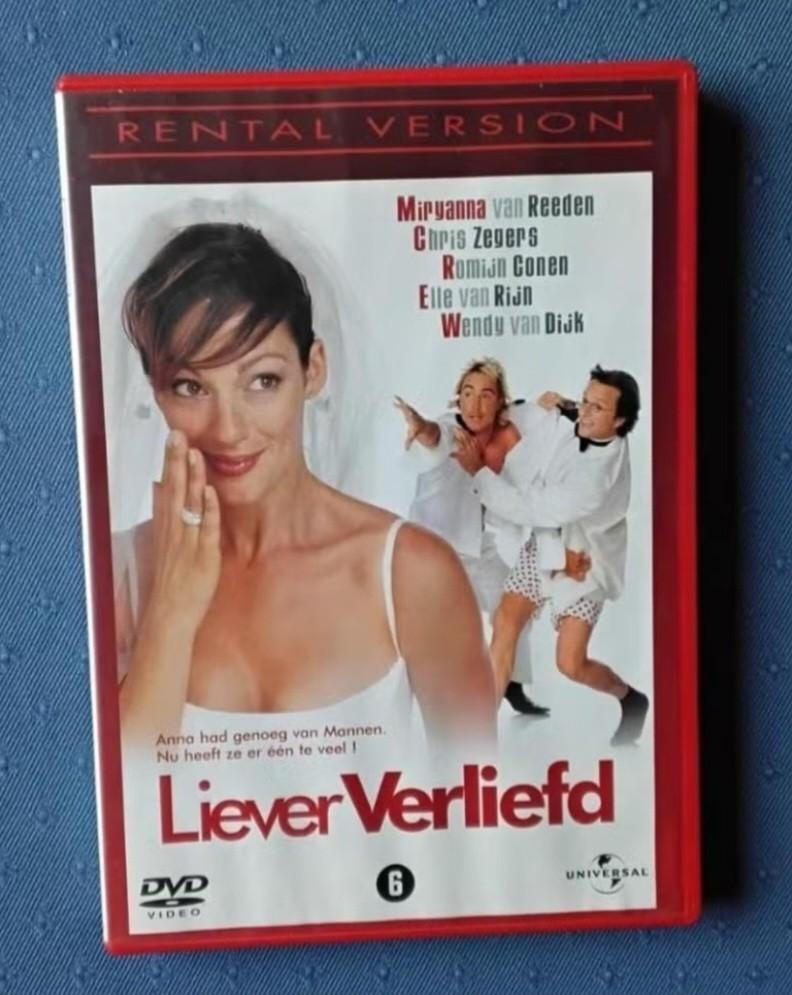 RENTAL VERSION
Miryanna van Reeden
Chris Zegers
Romijn Conen
Elle van Rijn
Wendy van Dijk
Anna had genoeg van Mannen.
Nu heeft ze er één te veel !
Liever Verliefd
DVD
VIDEO
6
UNIVERSAL